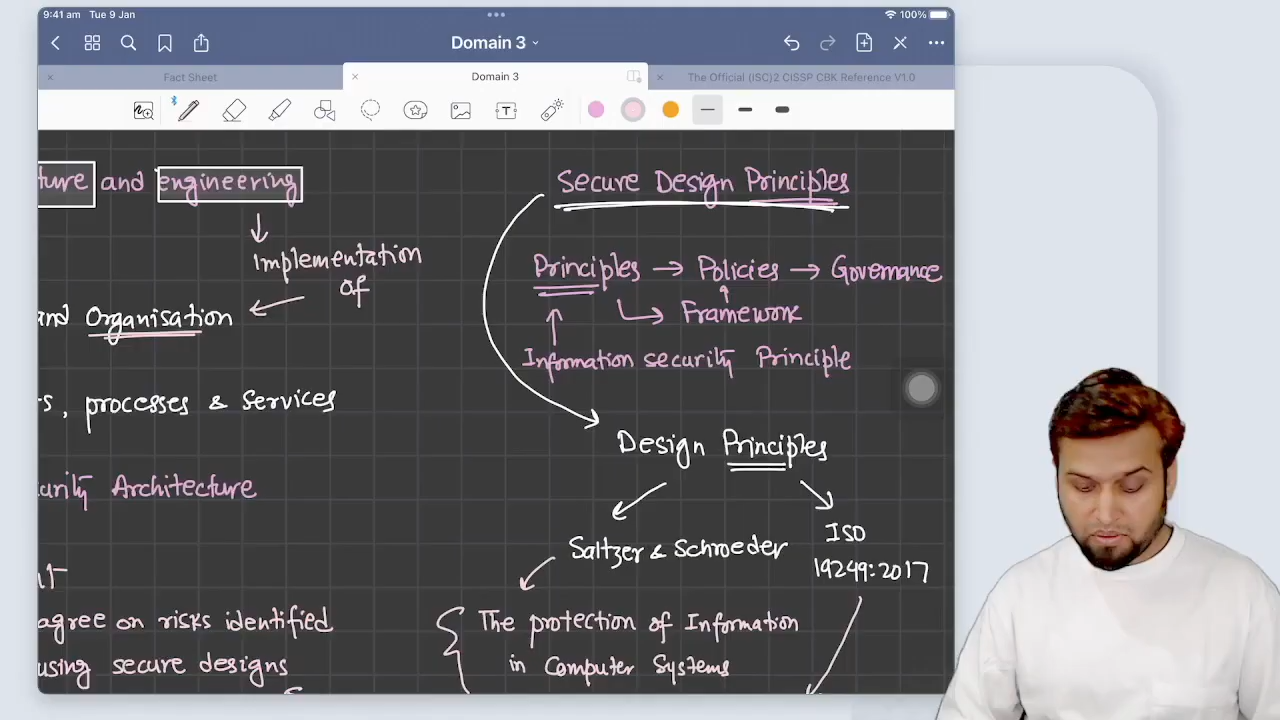 9:41 am Tue 9 Jan
100%
Domain 3
Fact Sheet
Domain 3
The Official (ISC)2 CISSP CBK Reference V1.0
ture and engineering
Implementation
of
and Organisation
rs, processes & services
urity Architecture
agree on risks identified
using secure designs
Secure Design Principles
Principles → Policies → Governance
Framework
Information security Principle
Design Principles
Saltzer & Schroeder
ISO
19249:2017
The protection of Information
in Computer Systems